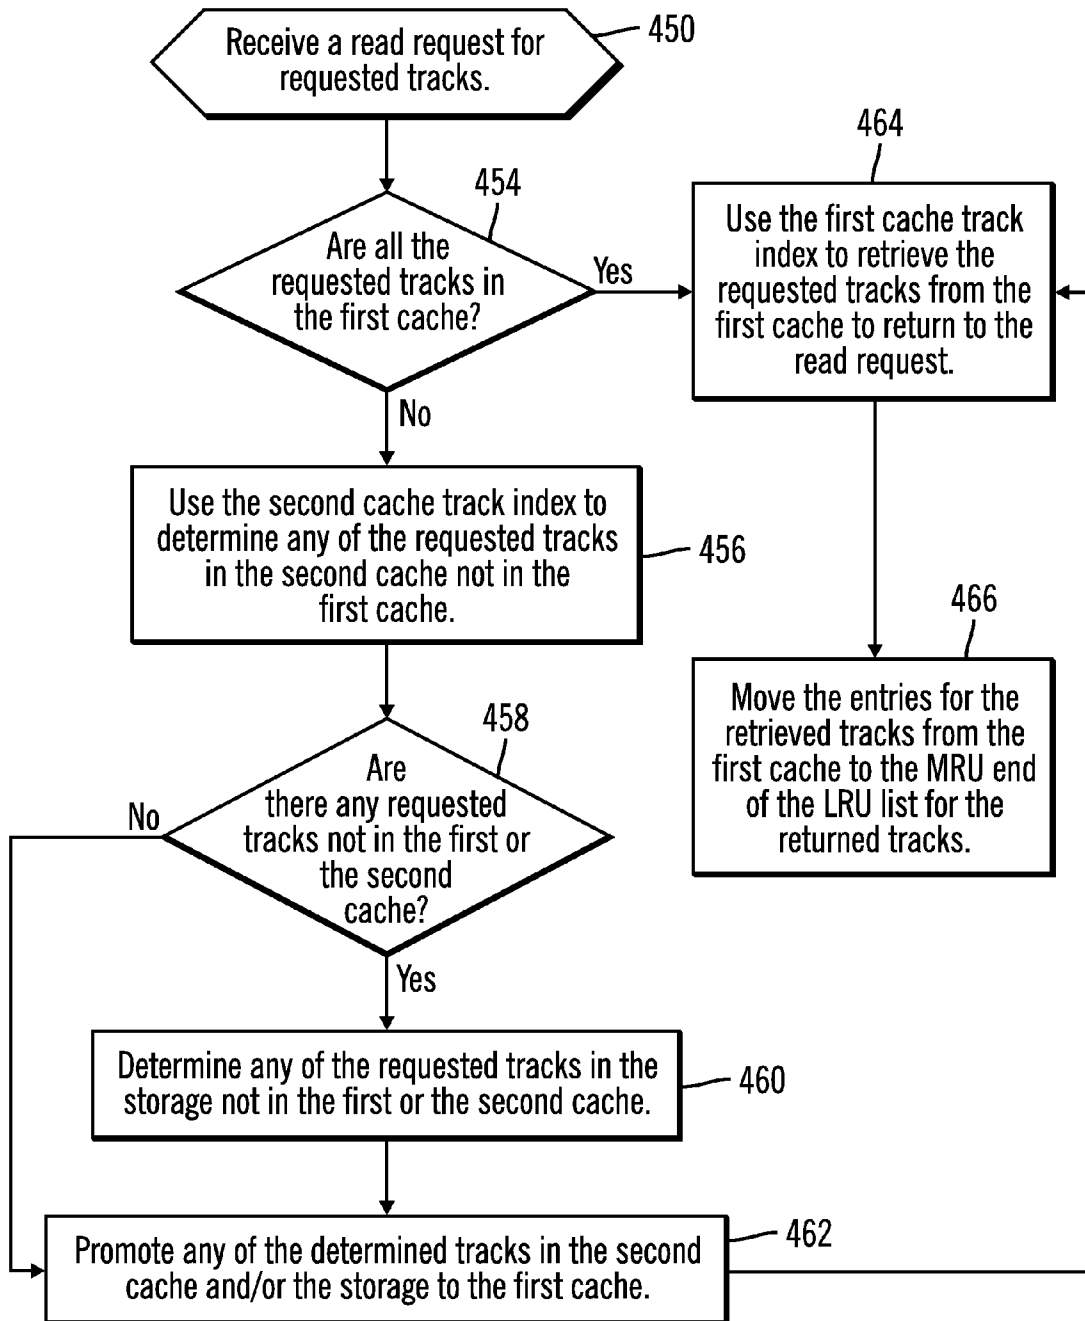 Receive a read request for
requested tracks.
450
454
Are all the
requested tracks in
the first cache?
Yes
No
464
Use the first cache track
index to retrieve the
requested tracks from the
first cache to return to the
read request.
Use the second cache track index to
determine any of the requested tracks
in the second cache not in the
first cache.
456
466
Move the entries for the
retrieved tracks from the
first cache to the MRU end
of the LRU list for the
returned tracks.
458
Are
there any requested
tracks not in the first or
the second
cache?
No
Yes
Determine any of the requested tracks in the
storage not in the first or the second cache.
460
Promote any of the determined tracks in the second
cache and/or the storage to the first cache.
462